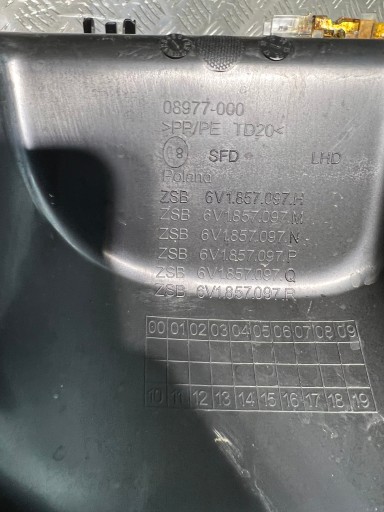 08977-000
>PP/PE TD20<
8 SFD LHD
Poland
ZSB 6V1.857.097.H
ZSB 6V1.857.097.M
ZSB 6V1.857.097.N
ZSB 6V1.857.097.P
ZSB 6V1.857.097.Q
ZSB 6V1.857.097.R
00 01 02 03 04 05 06 07 08 09
10 11 12 13 14 15 16 17 18 19